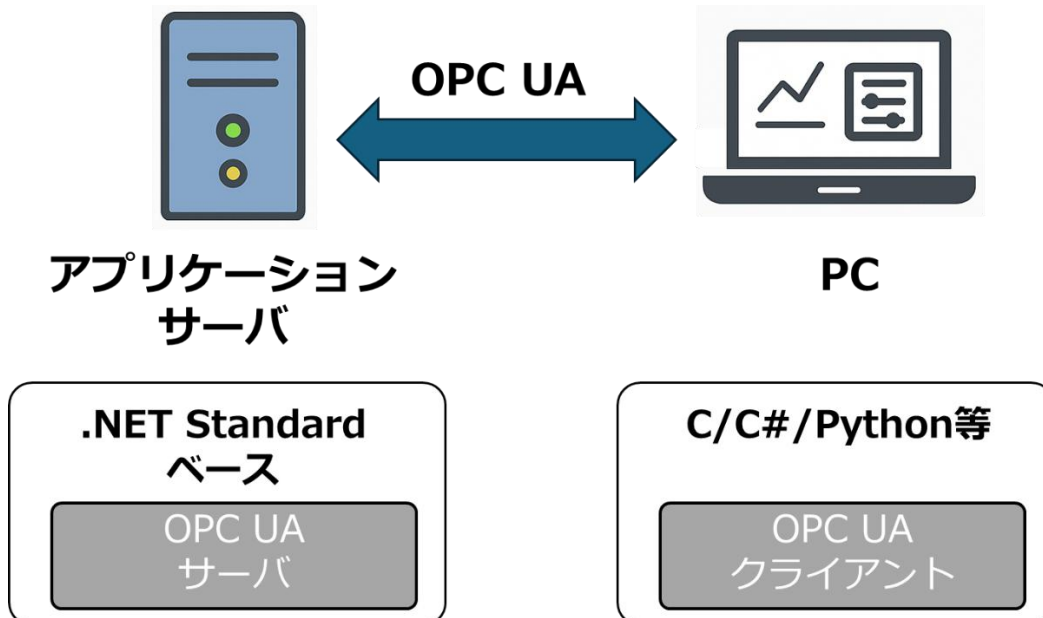 OPC UA
アプリケーション
サーバ
PC
.NET Standard
ベース
OPC UA
サーバ
C/C#/Python等
OPC UA
クライアント